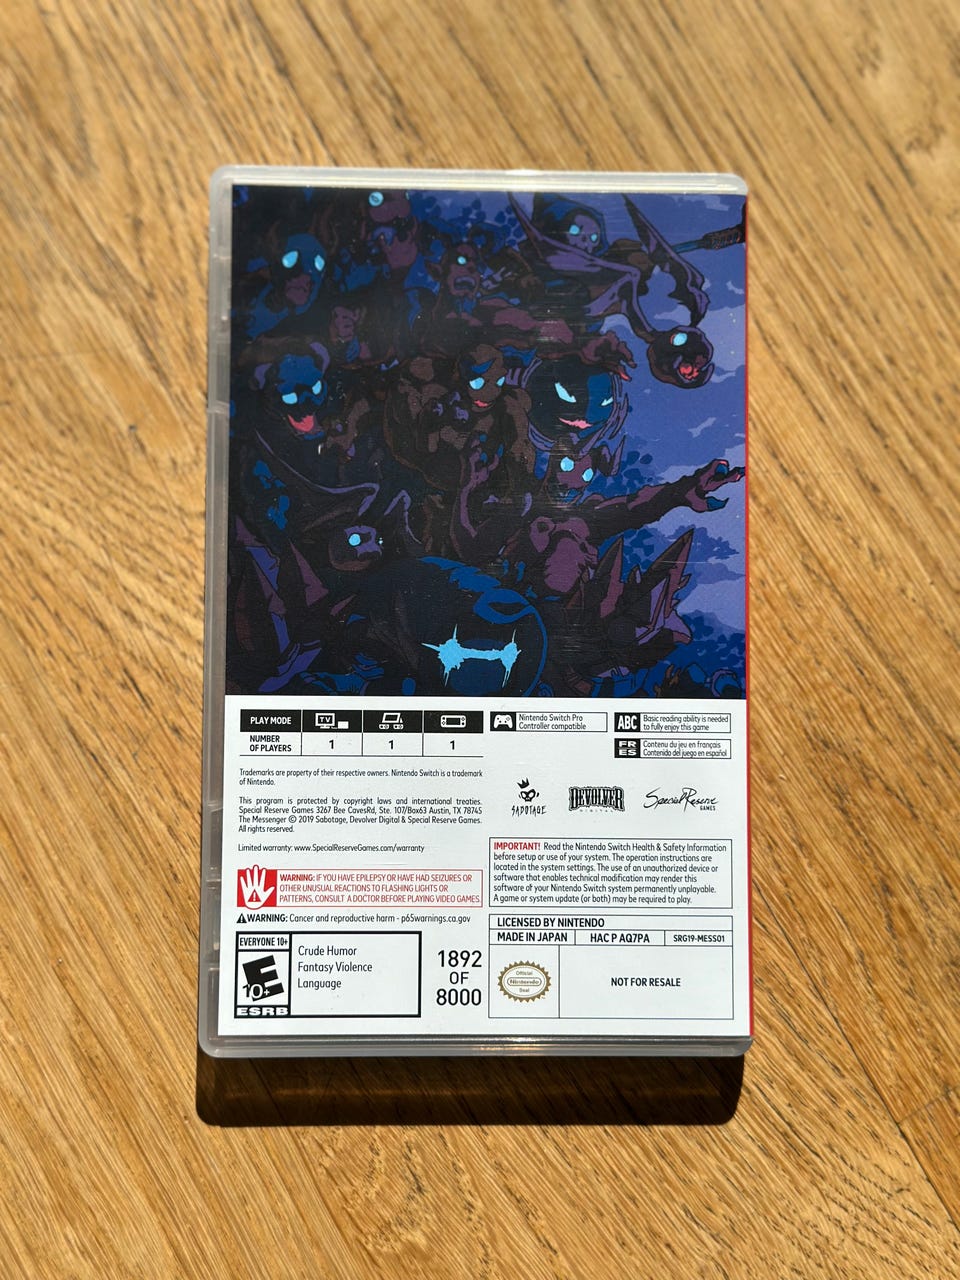 PLAY MODE
TV
NUMBER
OF PLAYERS
1
1
1
Nintendo Switch Pro
Controller compatible
ABC
Basic reading ability is needed
to fully enjoy this game
FR
ES
Contenu du jeu en français
Contenido del juego en español
Trademarks are property of their respective owners. Nintendo Switch is a trademark
of Nintendo.
This program is protected by copyright laws and international treaties.
Special Reserve Games 3267 Bee CavesRd, Ste. 107/Box63 Austin, TX 78745
The Messenger © 2019 Sabotage, Devolver Digital & Special Reserve Games.
All rights reserved.
Limited warranty: www.SpecialReserveGames.com/warranty
SABOTAGE
DEVOLVER
DIGITAL
Special Reserve
GAMES
WARNING: IF YOU HAVE EPILEPSY OR HAVE HAD SEIZURES OR
OTHER UNUSUAL REACTIONS TO FLASHING LIGHTS OR
PATTERNS, CONSULT A DOCTOR BEFORE PLAYING VIDEO GAMES.
WARNING: Cancer and reproductive harm - p65warnings.ca.gov
IMPORTANT! Read the Nintendo Switch Health & Safety Information
before setup or use of your system. The operation instructions are
located in the system settings. The use of an unauthorized device or
software that enables technical modification may render this
software of your Nintendo Switch system permanently unplayable.
A game or system update (or both) may be required to play.
EVERYONE 10+
E
10+
ESRB
Crude Humor
Fantasy Violence
Language
1892
OF
8000
LICENSED BY NINTENDO
MADE IN JAPAN
HAC P AQ7PA
SRG19-MESS01
Official
Nintendo
Seal
NOT FOR RESALE